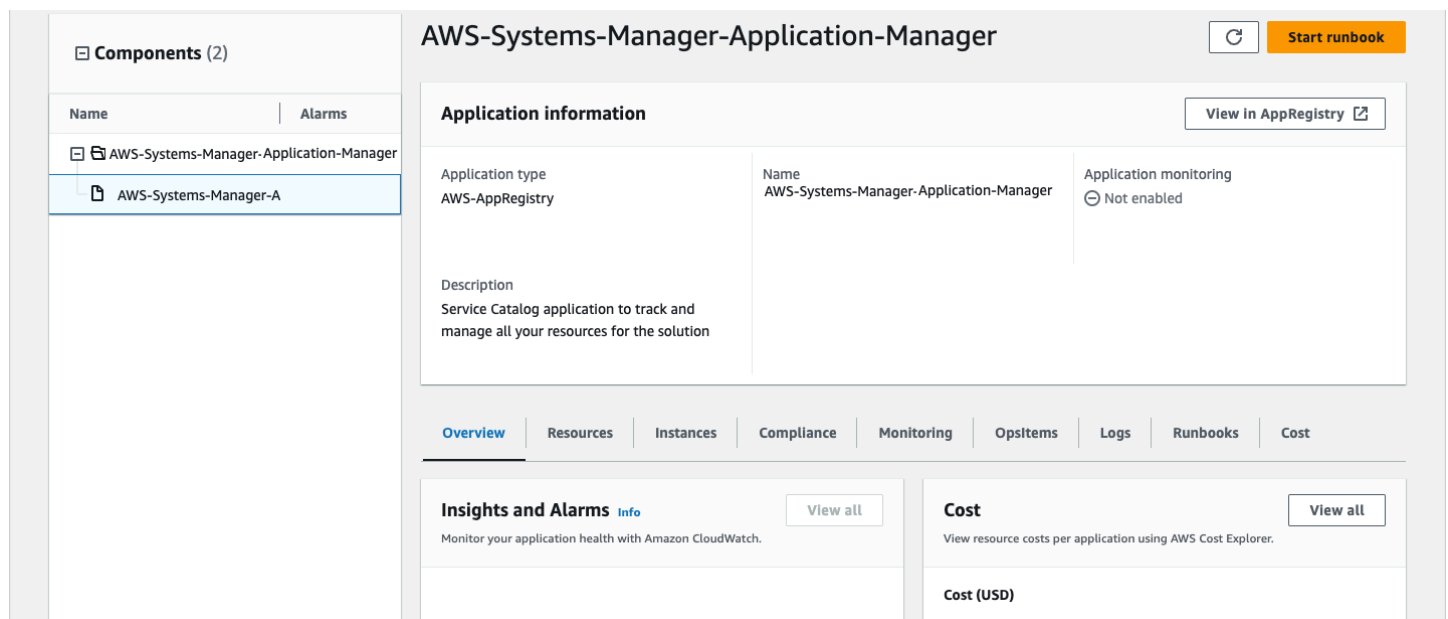 Components (2)
Name Alarms
AWS-Systems-Manager-Application-Manager
AWS-Systems-Manager-A
AWS-Systems-Manager-Application-Manager
Start runbook
Application information
View in AppRegistry
Application type
AWS-AppRegistry
Name
AWS-Systems-Manager-Application-Manager
Application monitoring
Not enabled
Description
Service Catalog application to track and
manage all your resources for the solution
Overview Resources Instances Compliance Monitoring OpsItems Logs Runbooks Cost
Insights and Alarms Info
View all
Monitor your application health with Amazon CloudWatch.
Cost
View all
View resource costs per application using AWS Cost Explorer.
Cost (USD)